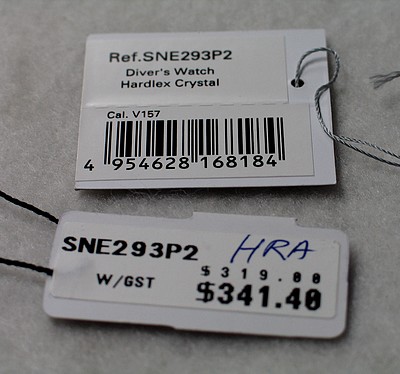 Ref.SNE293P2
Diver's Watch
Hardlex Crystal
Cal. V157
4 954628 168184
SNE293P2 HRA
$319.00
W/GST $341.40